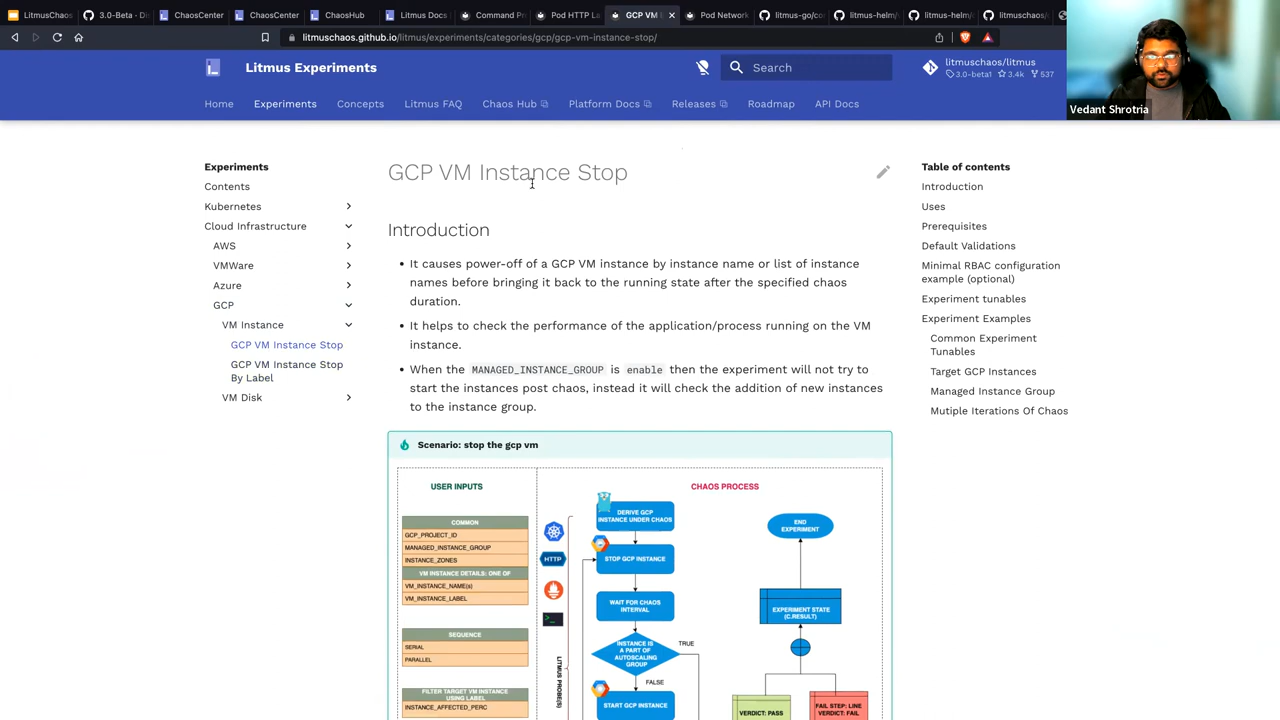 LitmusChaos
3.0-Beta · Dis
ChaosCenter
ChaosCenter
ChaosHub
Litmus Docs
Command Pr
Pod HTTP La
GCP VM
Pod Network
litmus-go/co
litmus-helm/
litmus-helm/
litmuschaos/
litmuschaos.github.io/litmus/experiments/categories/gcp/gcp-vm-instance-stop/
Litmus Experiments
Search
litmuschaos/litmus
3.0-beta1 3.4k 537
Home
Experiments
Concepts
Litmus FAQ
Chaos Hub
Platform Docs
Releases
Roadmap
API Docs
Vedant Shrotria
Experiments
Contents
Kubernetes
Cloud Infrastructure
AWS
VMWare
Azure
GCP
VM Instance
GCP VM Instance Stop
GCP VM Instance Stop
By Label
VM Disk
GCP VM Instance Stop
Introduction
It causes power-off of a GCP VM instance by instance name or list of instance
names before bringing it back to the running state after the specified chaos
duration.
It helps to check the performance of the application/process running on the VM
instance.
When the MANAGED_INSTANCE_GROUP is enable then the experiment will not try to
start the instances post chaos, instead it will check the addition of new instances
to the instance group.
Scenario: stop the gcp vm
USER INPUTS
COMMON
GCP_PROJECT_ID
MANAGED_INSTANCE_GROUP
INSTANCE_ZONES
VM INSTANCE DETAILS: ONE OF
VM_INSTANCE_NAME(s)
VM_INSTANCE_LABEL
SEQUENCE
SERIAL
PARALLEL
FILTER TARGET VM INSTANCE
USING LABEL
INSTANCE_AFFECTED_PERC
HTTP
>_
LITMUS PROBE(S)
CHAOS PROCESS
DERIVE GCP
INSTANCE UNDER CHAOS
STOP GCP INSTANCE
WAIT FOR CHAOS
INTERVAL
INSTANCE IS
A PART OF
AUTOSCALING
GROUP
TRUE
FALSE
START GCP INSTANCE
END
EXPERIMENT
EXPERIMENT STATE
(C.RESULT)
VERDICT: PASS
FAIL STEP: LINE
VERDICT: FAIL
Table of contents
Introduction
Uses
Prerequisites
Default Validations
Minimal RBAC configuration
example (optional)
Experiment tunables
Experiment Examples
Common Experiment
Tunables
Target GCP Instances
Managed Instance Group
Mutiple Iterations Of Chaos